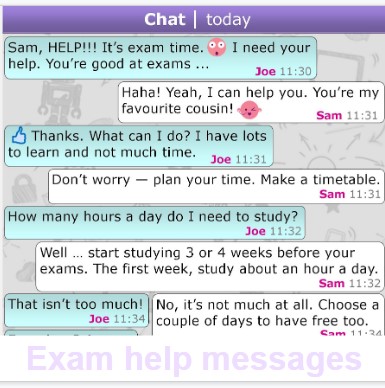 Chat | today
Sam, HELP!!! It's exam time. I need your
help. You're good at exams ...
Joe 11:30
Haha! Yeah, I can help you. You're my
favourite cousin!
Sam 11:31
Thanks. What can I do? I have lots
to learn and not much time.
Joe 11:31
Don't worry — plan your time. Make a timetable.
Sam 11:31
How many hours a day do I need to study?
Joe 11:32
Well ... start studying 3 or 4 weeks before your
exams. The first week, study about an hour a day.
Sam 11:32
That isn't too much!
Joe 11:34
No, it's not much at all. Choose a
couple of days to have free too.
Sam 11:34
Exam help messages